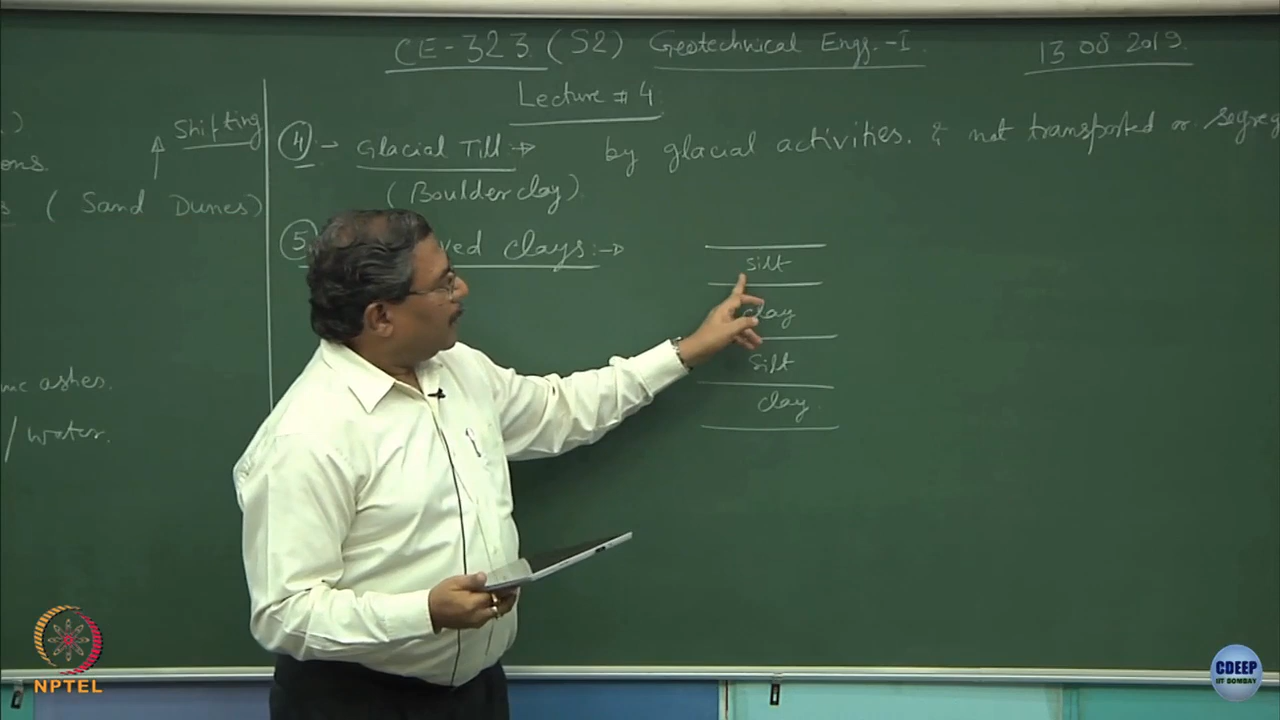 CE-323 (S2) Geotechnical Engg.-I. 13 08 2019.
Lecture # 4
.)
ons.
Shifting
s ( Sand Dunes)
mic ashes.
/ water.
4 → Glacial Till → by glacial activities. & not transported or segreg
(Boulder clay)
5 ved clays :→
silt
clay
silt
clay.
NPTEL
CDEEP
IIT BOMBAY